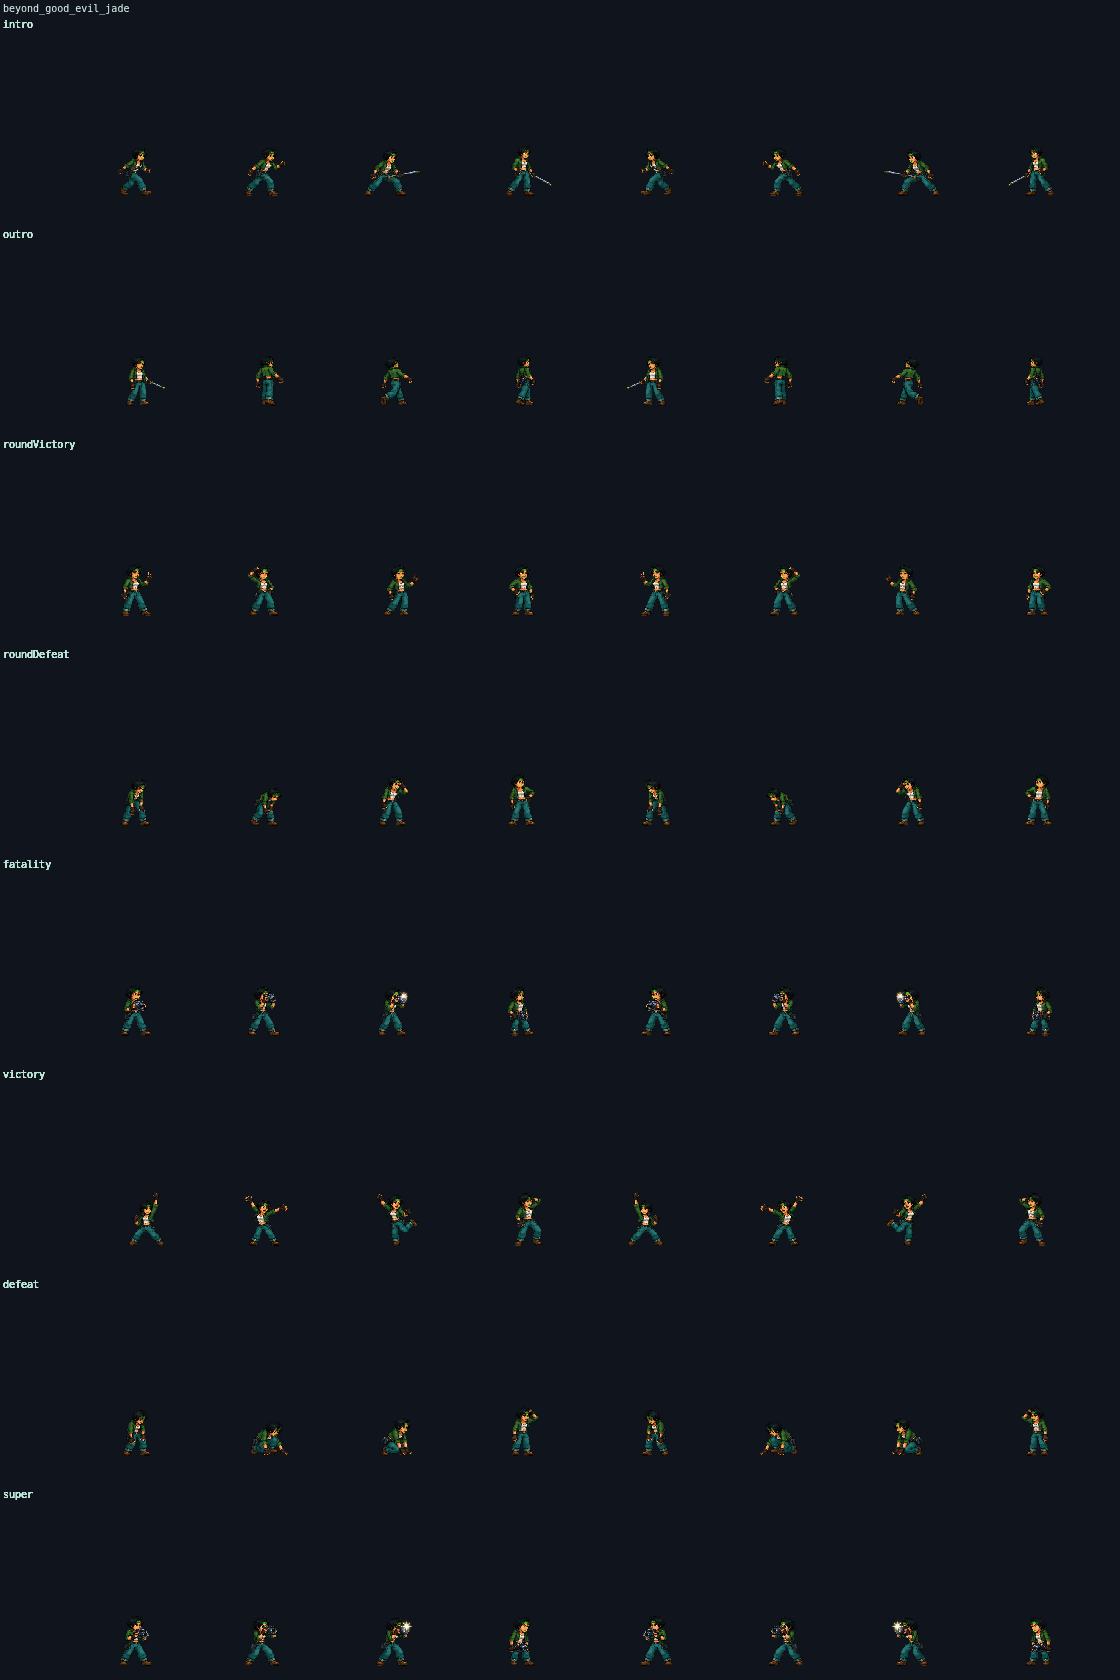 beyond_good_evil_jade
intro
outro
roundVictory
roundDefeat
fatality
victory
defeat
super